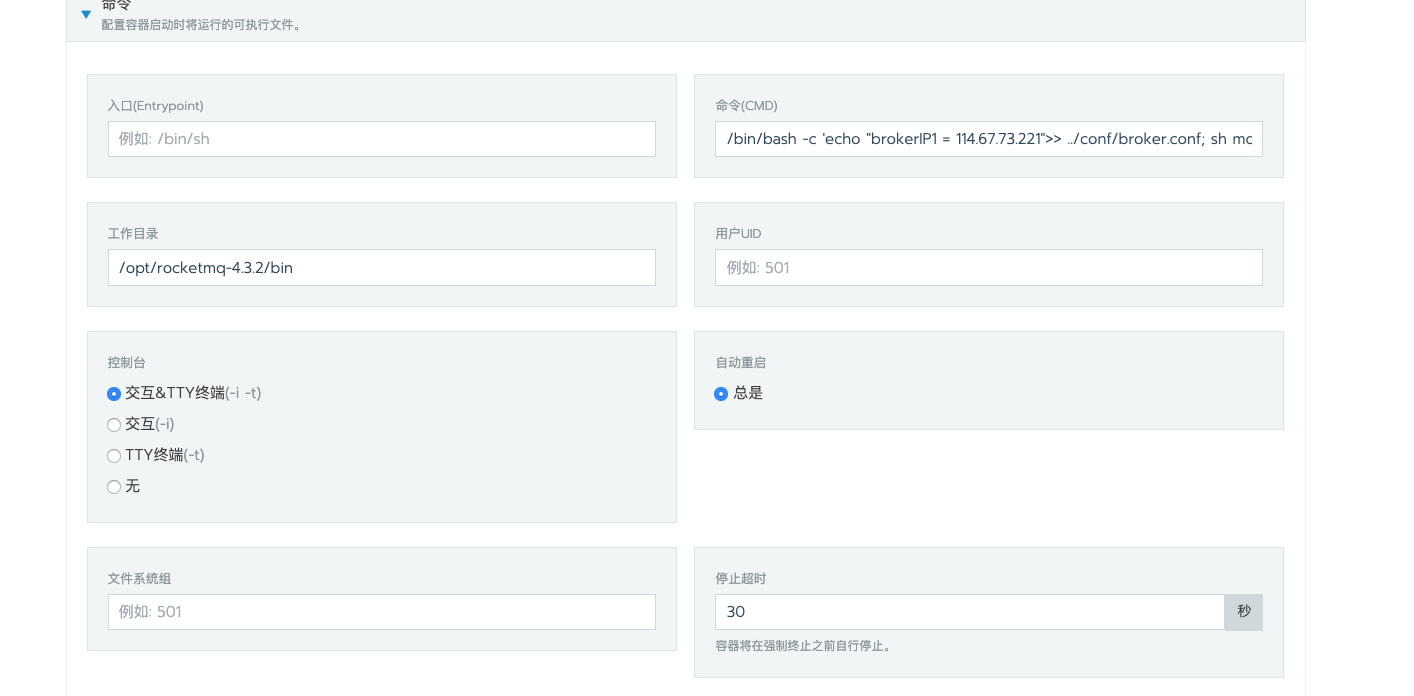 命令
配置容器启动时将运行的可执行文件。
入口(Entrypoint)
例如: /bin/sh
命令(CMD)
/bin/bash -c 'echo "brokerIP1 = 114.67.73.221">> ../conf/broker.conf; sh mq
工作目录
/opt/rocketmq-4.3.2/bin
用户UID
例如: 501
控制台
交互&TTY终端(-i -t)
交互(-i)
TTY终端(-t)
无
自动重启
总是
文件系统组
例如: 501
停止超时
30
秒
容器将在强制终止之前自行停止。